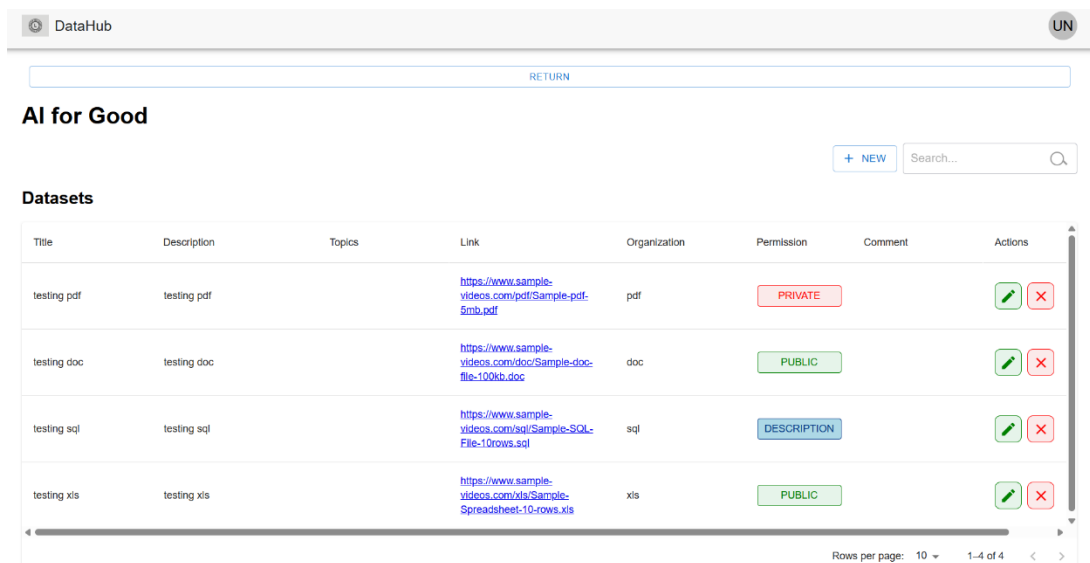 DataHub
UN
RETURN
AI for Good
+ NEW
Search...
Datasets
Title Description Topics Link Organization Permission Comment Actions
testing pdf testing pdf https://www.sample-
videos.com/pdf/Sample-pdf-
5mb.pdf pdf PRIVATE
testing doc testing doc https://www.sample-
videos.com/doc/Sample-doc-
file-100kb.doc doc PUBLIC
testing sql testing sql https://www.sample-
videos.com/sql/Sample-SQL-
File-10rows.sql sql DESCRIPTION
testing xls testing xls https://www.sample-
videos.com/xls/Sample-
Spreadsheet-10-rows.xls xls PUBLIC
Rows per page: 10 1–4 of 4